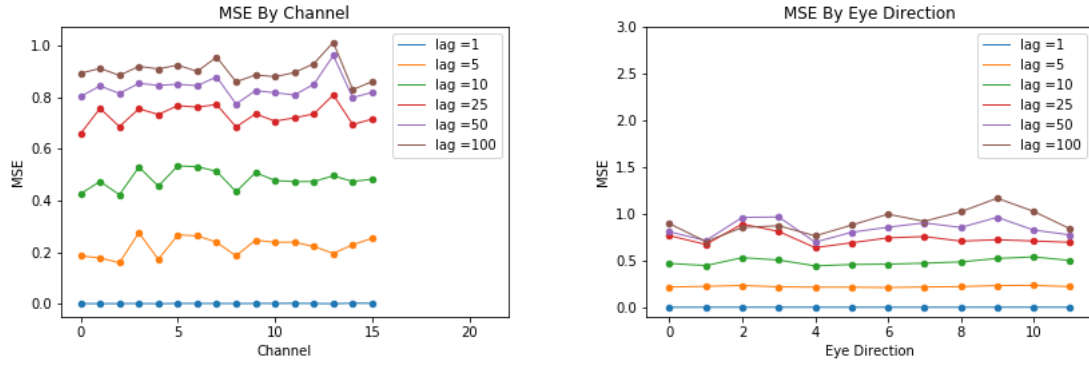 MSE By Channel
MSE
1.0
0.8
0.6
0.4
0.2
0.0
lag =1
lag =5
lag =10
lag =25
lag =50
lag =100
0 5 10 15 20
Channel
MSE By Eye Direction
MSE
3.0
2.5
2.0
1.5
1.0
0.5
0.0
lag =1
lag =5
lag =10
lag =25
lag =50
lag =100
0 2 4 6 8 10
Eye Direction